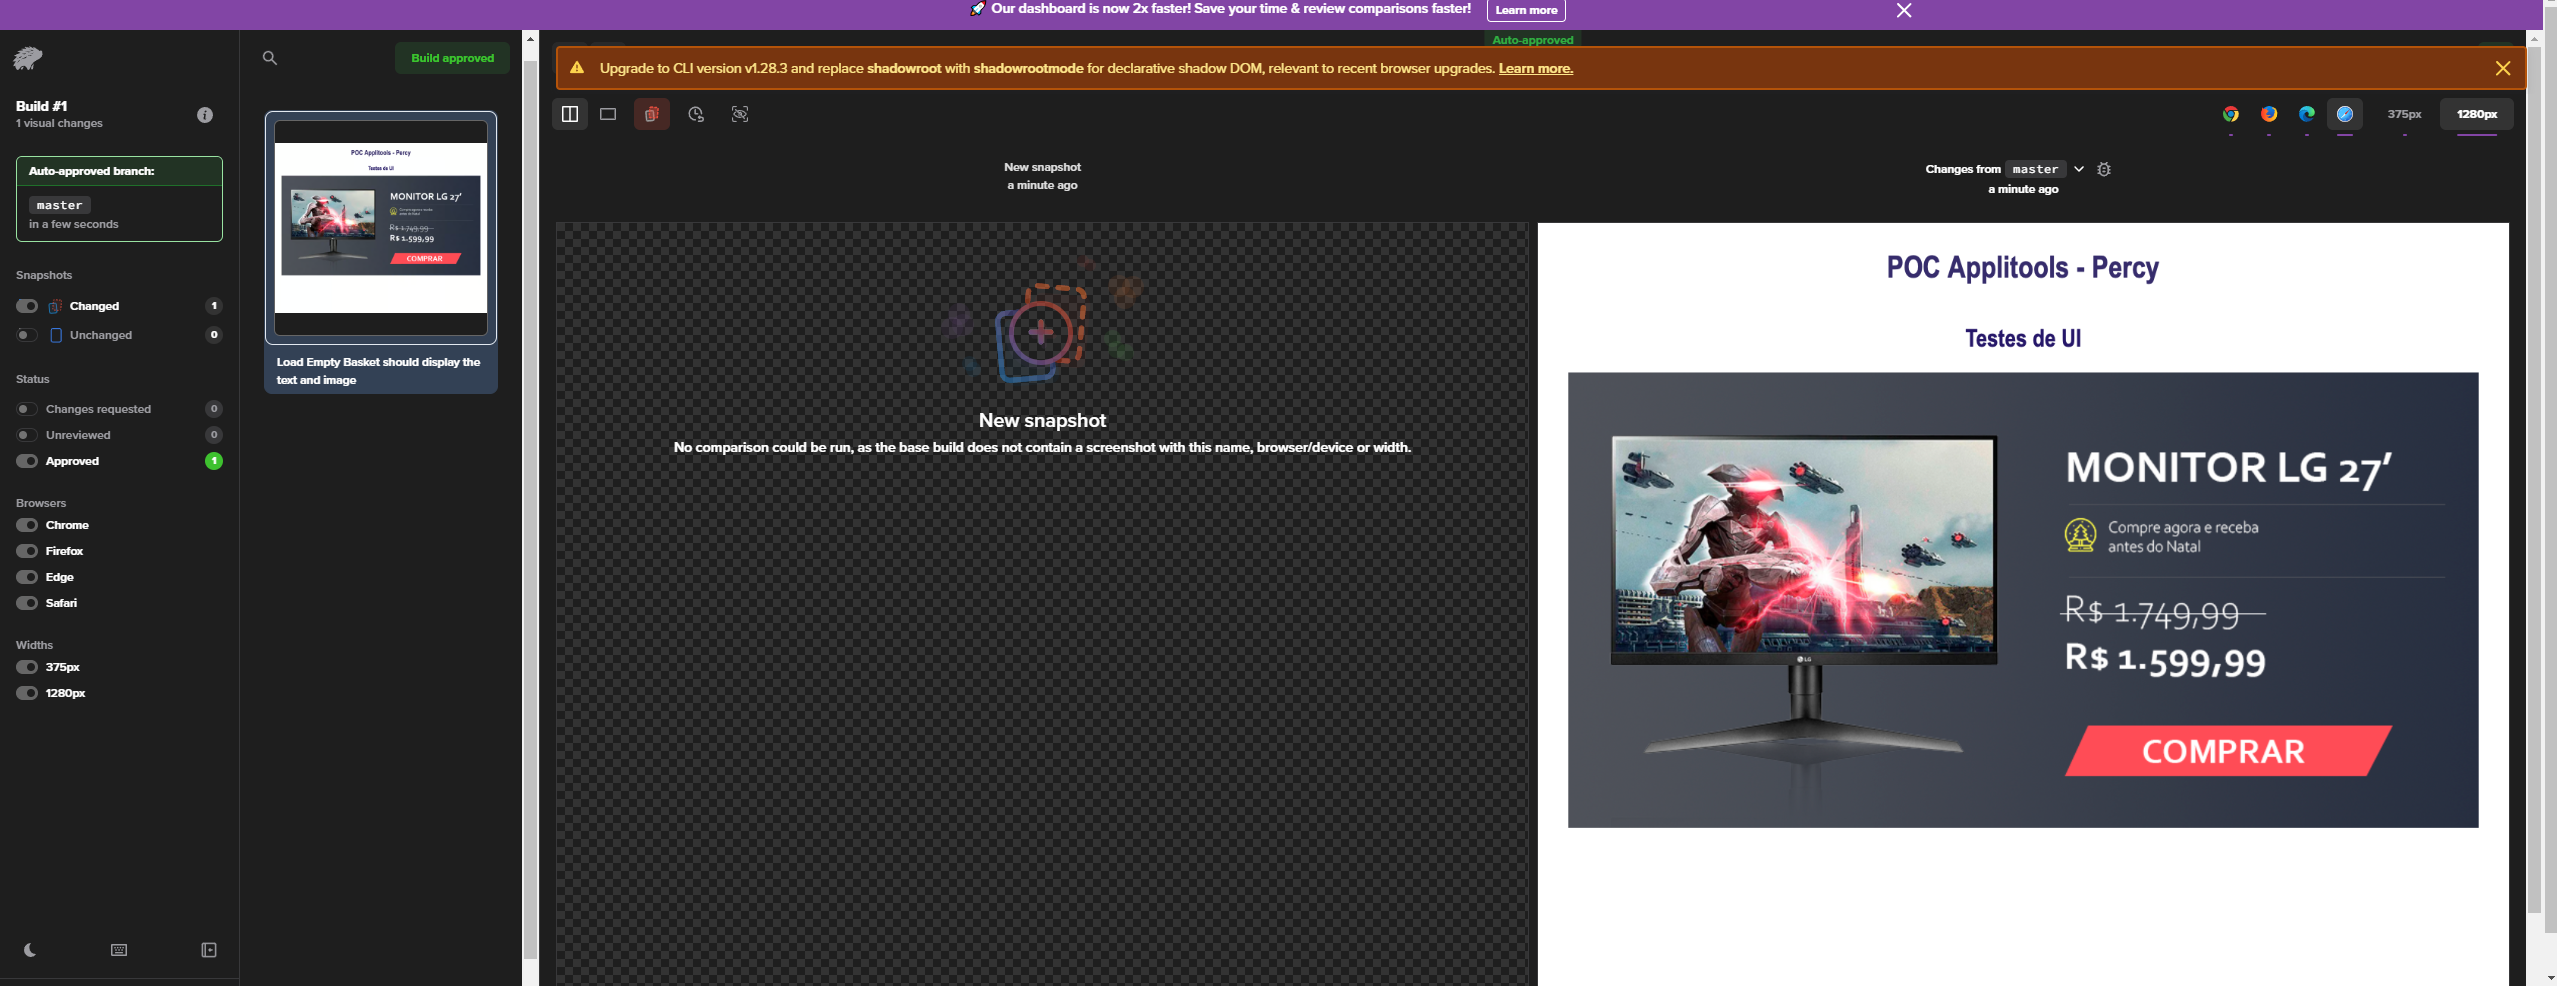 🚀 Our dashboard is now 2x faster! Save your time & review comparisons faster! Learn more
Build approved
Auto-approved
Upgrade to CLI version v1.28.3 and replace shadowroot with shadowrootmode for declarative shadow DOM, relevant to recent browser upgrades. Learn more.
Build #1
1 visual changes
375px
1280px
Auto-approved branch:
master
in a few seconds
Snapshots
Changed 1
Unchanged 0
Status
Changes requested 0
Unreviewed 0
Approved 1
Browsers
Chrome
Firefox
Edge
Safari
Widths
375px
1280px
POC Applitools - Percy
Testes de UI
MONITOR LG 27'
Compre agora e receba
antes do Natal
R$ 1.749,99
R$ 1.599,99
COMPRAR
Load Empty Basket should display the
text and image
New snapshot
a minute ago
Changes from master
a minute ago
New snapshot
No comparison could be run, as the base build does not contain a screenshot with this name, browser/device or width.
POC Applitools - Percy
Testes de UI
LG
MONITOR LG 27'
Compre agora e receba
antes do Natal
R$ 1.749,99
R$ 1.599,99
COMPRAR